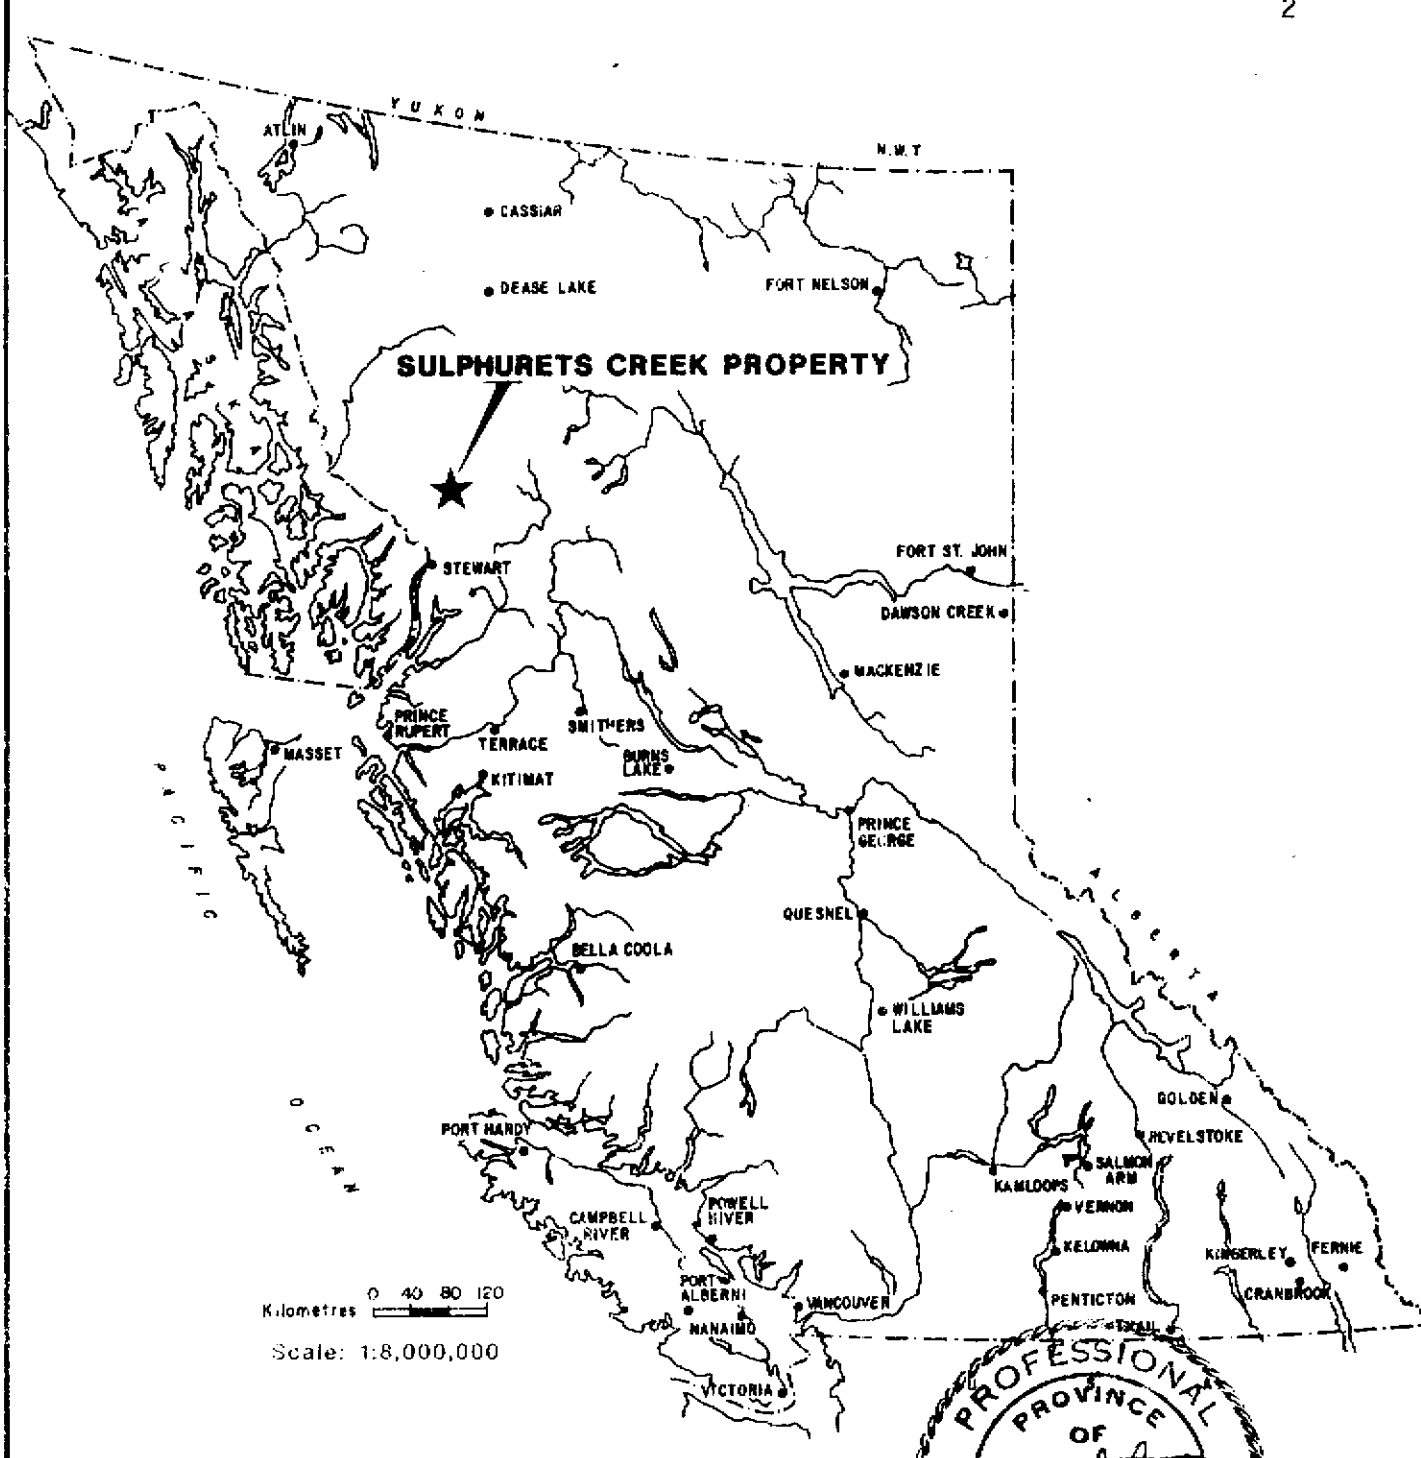 2
YUKON
N.W.T
ATLIN
CASSIAR
DEASE LAKE
FORT NELSON
ALASKA
SULPHURETS CREEK PROPERTY
STEWART
FORT ST. JOHN
DAWSON CREEK
MACKENZIE
PRINCE
RUPERT
TERRACE
SMITHERS
MASSET
BURNS
LAKE
KITIMAT
PACIFIC
PRINCE
GEORGE
ALBERTA
QUESNEL
BELLA COOLA
WILLIAMS
LAKE
OCEAN
GOLDEN
PORT HARDY
REVELSTOKE
SALMON
ARM
KAMLOOPS
VERNON
POWELL
RIVER
CAMPBELL
RIVER
KELOWNA
KIMBERLEY
FERNIE
PORT
ALBERNI
CRANBROOK
PENTICTON
VANCOUVER
NANAIMO
TRAIL
VICTORIA
0 40 80 120
Kilometres
Scale: 1:8,000,000
PROFESSIONAL
PROVINCE
OF